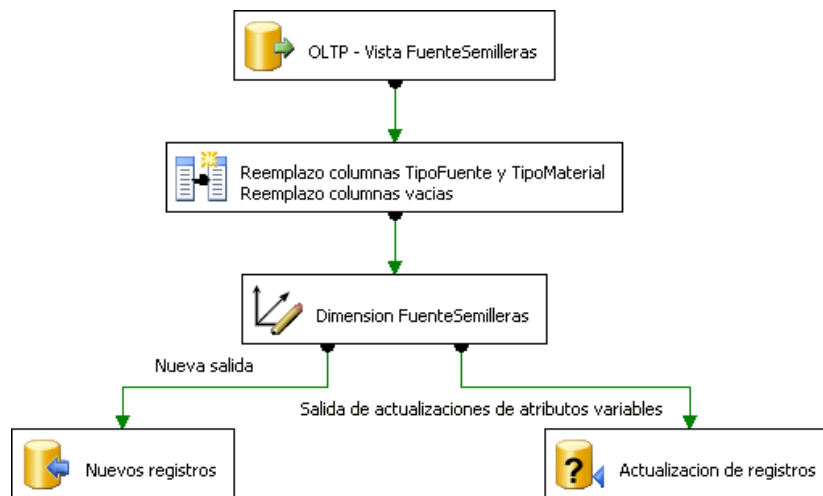 OLTP - Vista FuenteSemilleras
Reemplazo columnas TipoFuente y TipoMaterial
Reemplazo columnas vacias
Dimension FuenteSemilleras
Nueva salida
Salida de actualizaciones de atributos variables
Nuevos registros
?
Actualizacion de registros